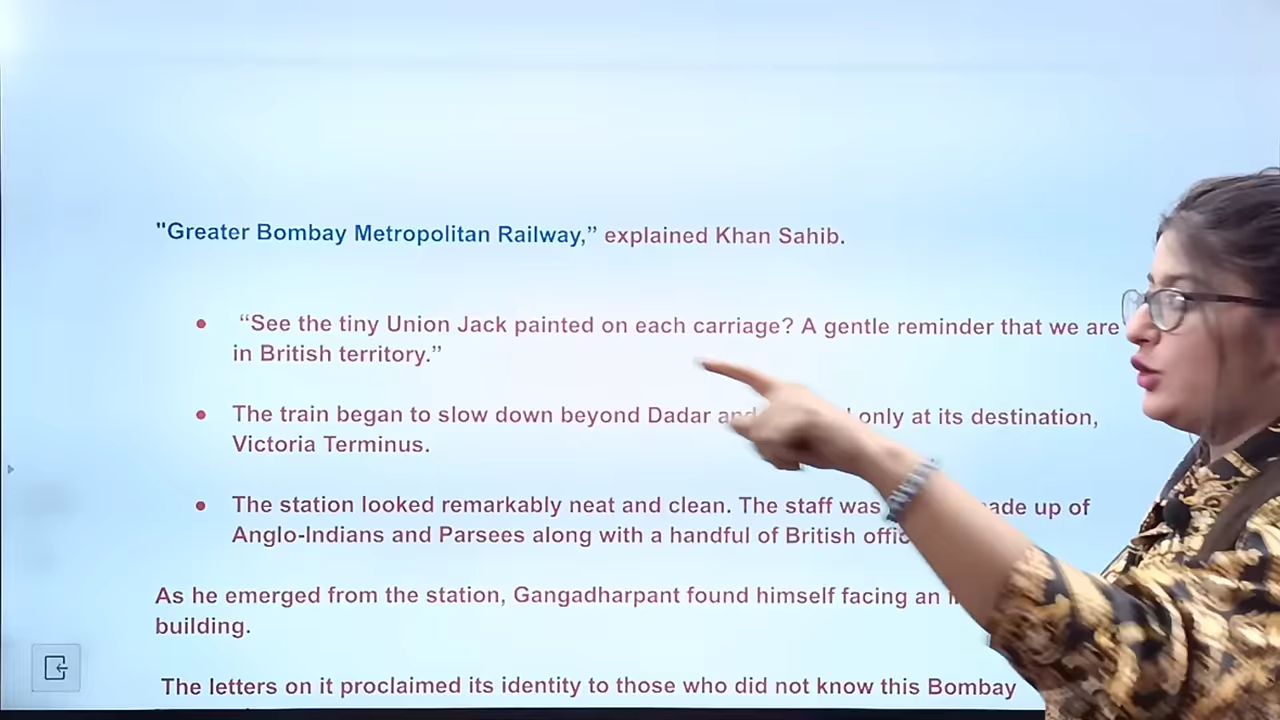 "Greater Bombay Metropolitan Railway,” explained Khan Sahib.
• “See the tiny Union Jack painted on each carriage? A gentle reminder that we are
in British territory.”
• The train began to slow down beyond Dadar and only at its destination,
Victoria Terminus.
• The station looked remarkably neat and clean. The staff was made up of
Anglo-Indians and Parsees along with a handful of British
As he emerged from the station, Gangadharpant found himself facing an
building.
The letters on it proclaimed its identity to those who did not know this Bombay